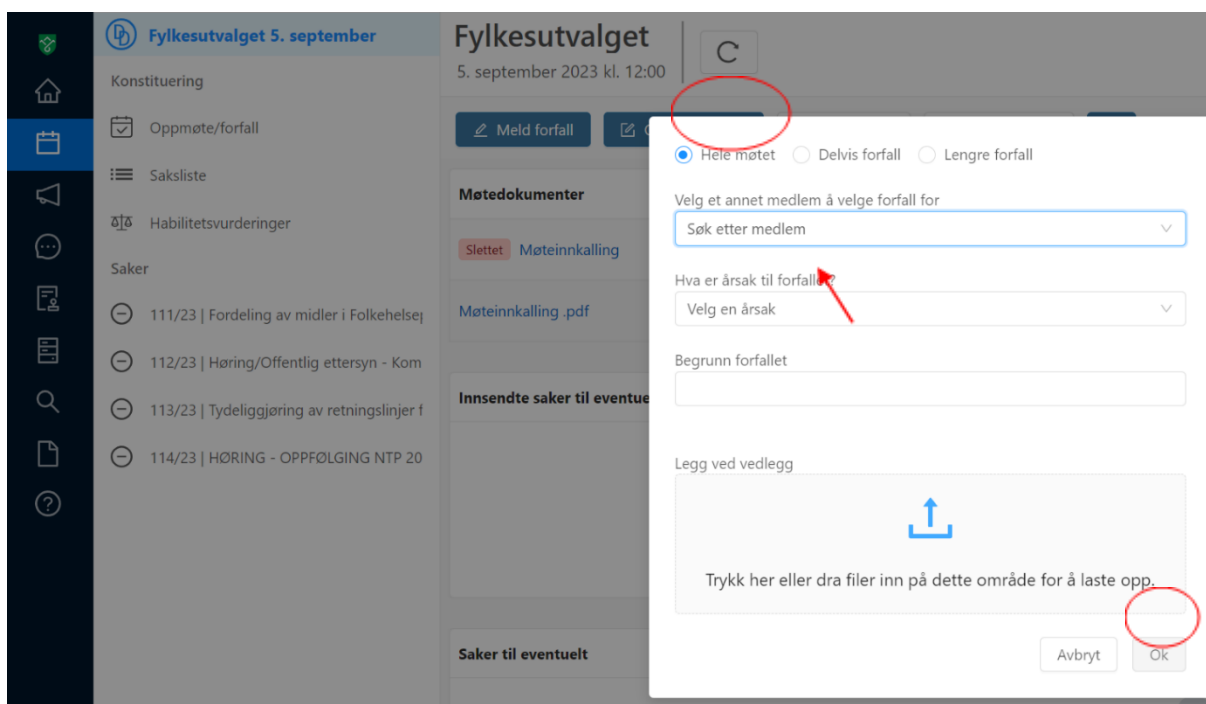 Fylkesutvalget 5. september
Konstituering
Oppmøte/forfall
Saksliste
Habilitetsvurderinger
Saker
111/23 | Fordeling av midler i
112/23 | Høring/Offentlig ettersyn - Kom
113/23 | Tydeliggjøring av retningslinjer f
114/23 | HØRING - OPPFØLGING NTP 20
Fylkesutvalget
5. september 2023 kl. 12:00
Meld forfall
Møtedokumenter
Slettet Møteinnkalling
Møteinnkalling .pdf
Innsendte saker til
Saker til eventuelt
Hele møtet Delvis forfall Lengre forfall
Velg et annet medlem å velge forfall for
Søk etter medlem
Hva er årsak til forfallet?
Velg en årsak
Begrunn forfallet
Legg ved vedlegg
Trykk her eller dra filer inn på dette område for å laste opp.
Avbryt Ok